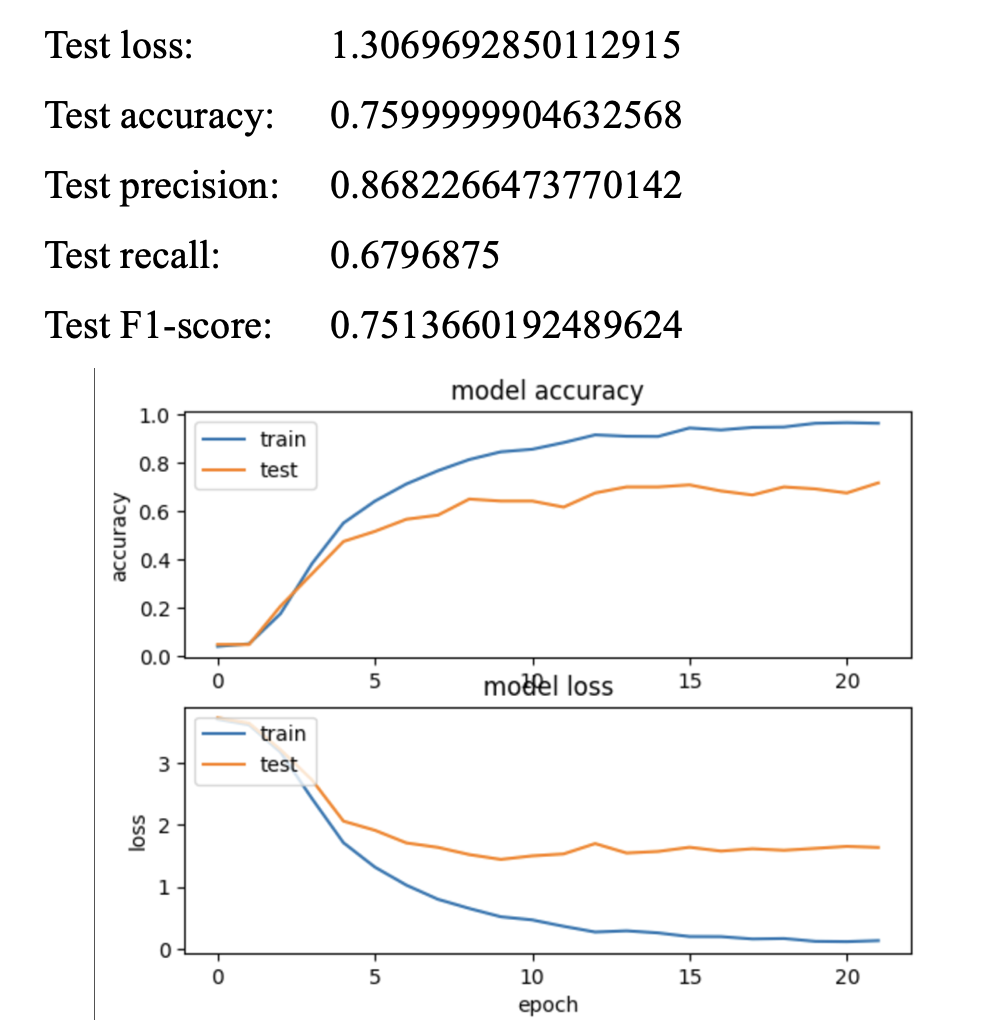 Test loss: 1.3069692850112915
Test accuracy: 0.7599999904632568
Test precision: 0.8682266473770142
Test recall: 0.6796875
Test F1-score: 0.7513660192489624
model accuracy
1.0
0.8
0.6
0.4
0.2
0.0
accuracy
train
test
0 5 10 15 20
model loss
3
2
1
0
loss
train
test
0 5 10 15 20
epoch